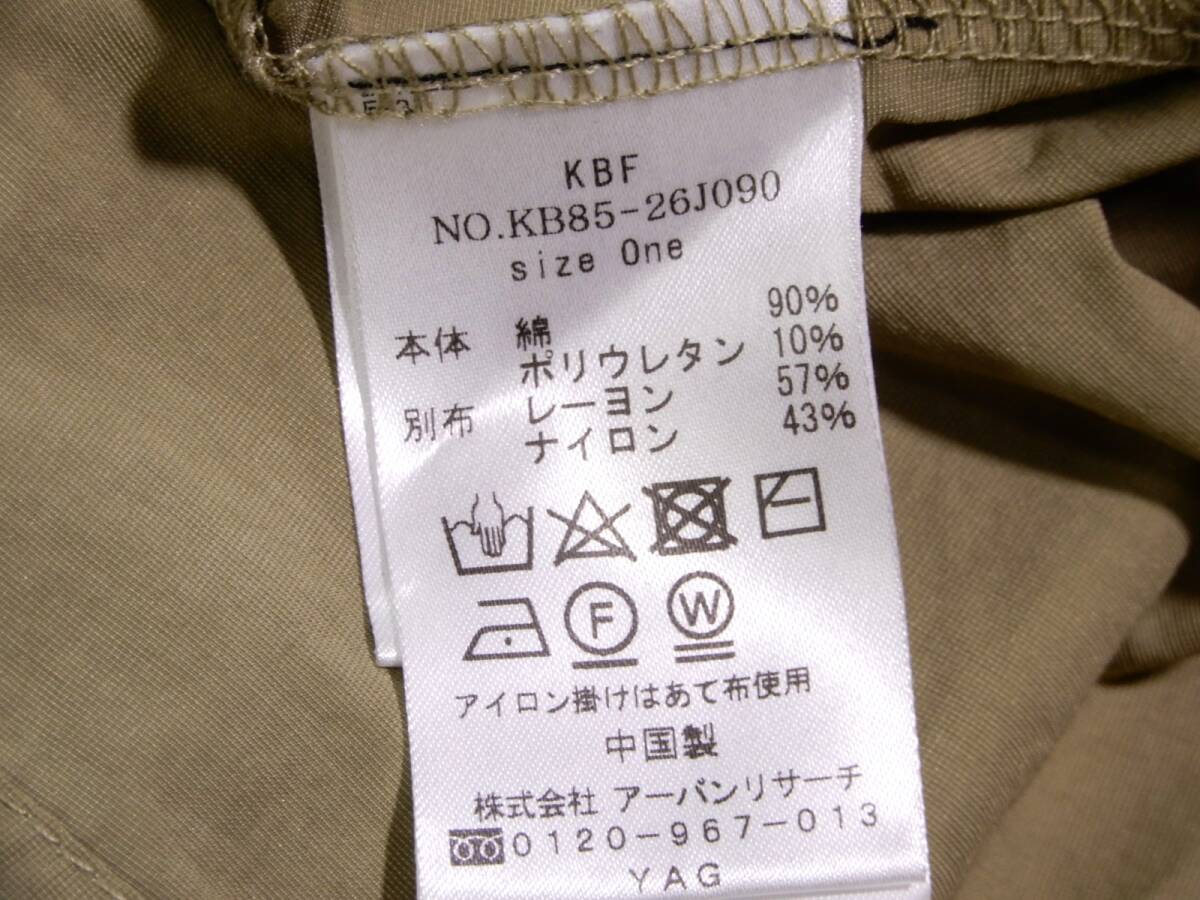 KBF
NO.KB85-26J090
size One
本体 綿 90%
ポリウレタン 10%
別布 レーヨン 57%
ナイロン 43%
F
W
アイロン掛けはあて布使用
中国製
株式会社 アーバンリサーチ
0120-967-013
YAG